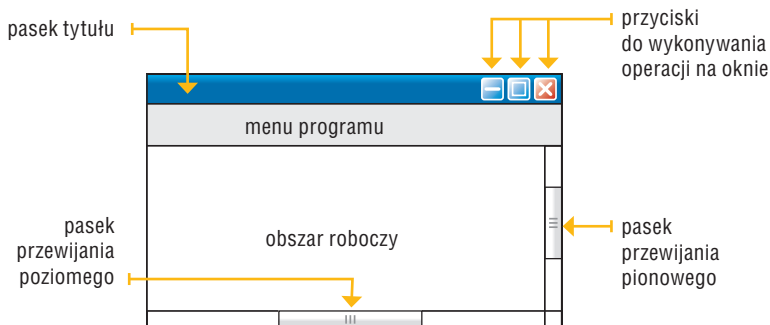 pasek tytułu
przyciski
do wykonywania
operacji na oknie
menu programu
obszar roboczy
pasek
przewijania
poziomego
pasek
przewijania
pionowego